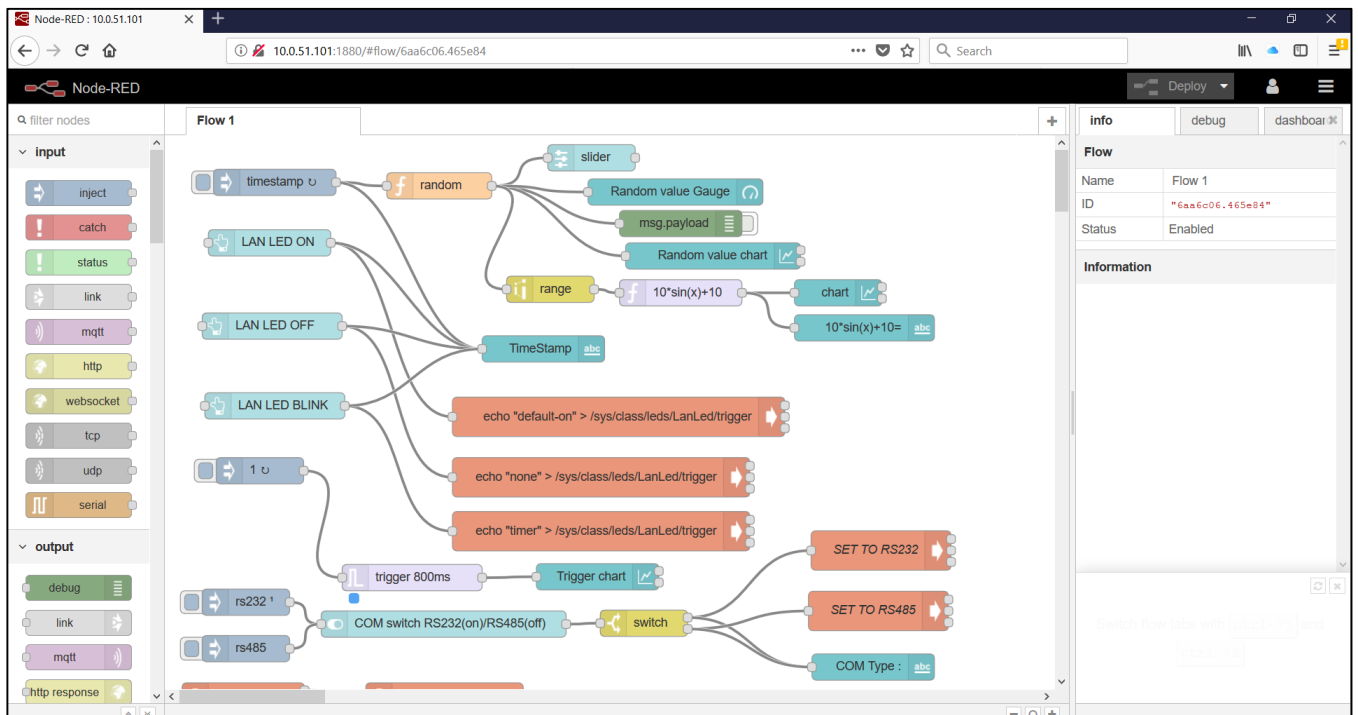 Node-RED : 10.0.51.101
10.0.51.101:1880/#flow/6aa6c06.465e84
Search
Node-RED
Deploy
filter nodes
Flow 1
info
debug
dashboar
input
inject
catch
status
link
mqtt
http
websocket
tcp
udp
serial
output
debug
link
mqtt
http response
timestamp ↻
random
slider
Random value Gauge
msg.payload
Random value chart
LAN LED ON
range
10*sin(x)+10
chart
10*sin(x)+10=
abc
LAN LED OFF
TimeStamp
abc
LAN LED BLINK
echo "default-on" > /sys/class/leds/LanLed/trigger
1 ↻
echo "none" > /sys/class/leds/LanLed/trigger
echo "timer" > /sys/class/leds/LanLed/trigger
SET TO RS232
trigger 800ms
Trigger chart
rs232 ¹
COM switch RS232(on)/RS485(off)
switch
SET TO RS485
rs485
COM Type :
abc
Flow
Name Flow 1
ID "6aa6c06.465e84"
Status Enabled
Information